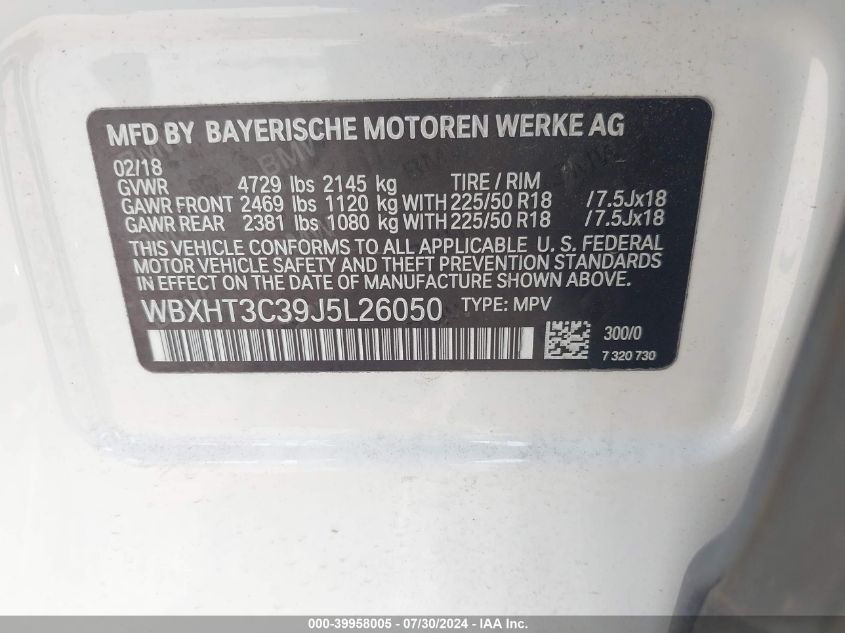 MFD BY BAYERISCHE MOTOREN WERKE AG
02/18
GVWR 4729 lbs 2145 kg TIRE / RIM
GAWR FRONT 2469 lbs 1120 kg WITH 225/50 R18 /7.5Jx18
GAWR REAR 2381 lbs 1080 kg WITH 225/50 R18 /7.5Jx18
THIS VEHICLE CONFORMS TO ALL APPLICABLE U. S. FEDERAL
MOTOR VEHICLE SAFETY AND THEFT PREVENTION STANDARDS
IN EFFECT ON THE DATE OF MANUFACTURE SHOWN ABOVE.
WBXHT3C39J5L26050 TYPE: MPV
300/0
7 320 730
000-39958005 - 07/30/2024 - IAA Inc.